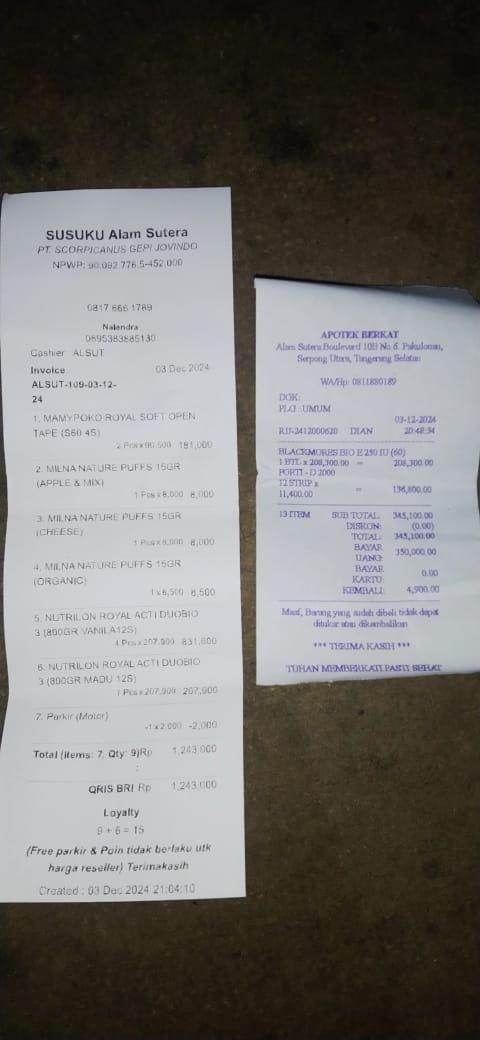 SUSUKU Alam Sutera
PT. SCORPICANUS GEPI JOVINDO
NPWP: 90.092.776.5-452.000
0817 666 1789
Nalendra
0895383885130
Cashier ALSUT
Invoice 03 Dec 2024
ALSUT-109-03-12-
24
1. MAMYPOKO ROYAL SOFT OPEN
TAPE (S60 4S)
2 Pcs x 90,500 181,000
2. MILNA NATURE PUFFS 15GR
(APPLE & MIX)
1 Pcs x 8,000 8,000
3. MILNA NATURE PUFFS 15GR
(CHEESE)
1 Pcs x 8,000 8,000
4. MILNA NATURE PUFFS 15GR
(ORGANIC)
1 x 8,500 8,500
5. NUTRILON ROYAL ACTI DUOBIO
3 (800GR VANILA12S)
4 Pcs x 207,900 831,600
6. NUTRILON ROYAL ACTI DUOBIO
3 (800GR MADU 12S)
1 Pcs x 207,900 207,900
7. Parkir (Motor)
-1 x 2,000 -2,000
Total (items: 7, Qty: 9)Rp 1,243,000
:
QRIS BRI Rp 1,243,000
Loyalty
9 + 6 = 15
(Free parkir & Poin tidak berlaku utk
harga reseller) Terimakasih
Created : 03 Dec 2024 21:04:10
APOTEK BERKAT
Alam Sutera Boulevard 10B No 6. Pakulonan,
Serpong Utara, Tangerang Selatan
WA/Hp: 0811880189
DOK:
PLG : UMUM
03-12-2024
RJJ-2412000620 DIAN 20:48:34
BLACKMORES BIO E 250 IU (60)
1 BTL x 208,300.00 = 208,300.00
FORTI - D 2000
12 STRIP x
11,400.00 = 136,800.00
13 ITEM SUB TOTAL: 345,100.00
DISKON: (0.00)
TOTAL: 345,100.00
BAYAR
UANG: 350,000.00
BAYAR
KARTU: 0.00
KEMBALI: 4,900.00
Maaf, Barang yang sudah dibeli tidak dapat
ditukar atau dikembalikan
*** TERIMA KASIH ***
TUHAN MEMBERKATI PASTI SEHAT